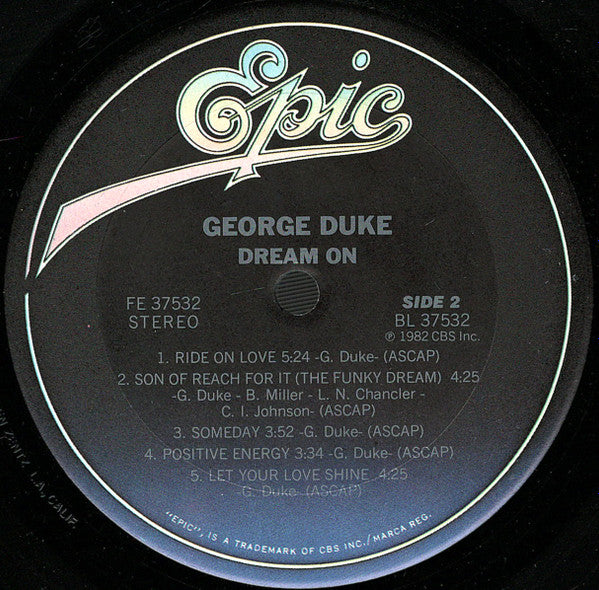 Epic
GEORGE DUKE
DREAM ON
FE 37532
STEREO
SIDE 2
BL 37532
℗ 1982 CBS Inc.
1. RIDE ON LOVE 5:24 -G. Duke- (ASCAP)
2. SON OF REACH FOR IT (THE FUNKY DREAM) 4:25
-G. Duke - B. Miller - L. N. Chancler -
C. I. Johnson- (ASCAP)
3. SOMEDAY 3:52 -G. Duke- (ASCAP)
4. POSITIVE ENERGY 3:34 -G. Duke- (ASCAP)
5. LET YOUR LOVE SHINE 4:25
-G. Duke- (ASCAP)
"EPIC", IS A TRADEMARK OF CBS INC./MARCA REG.
L.A. CALIF.